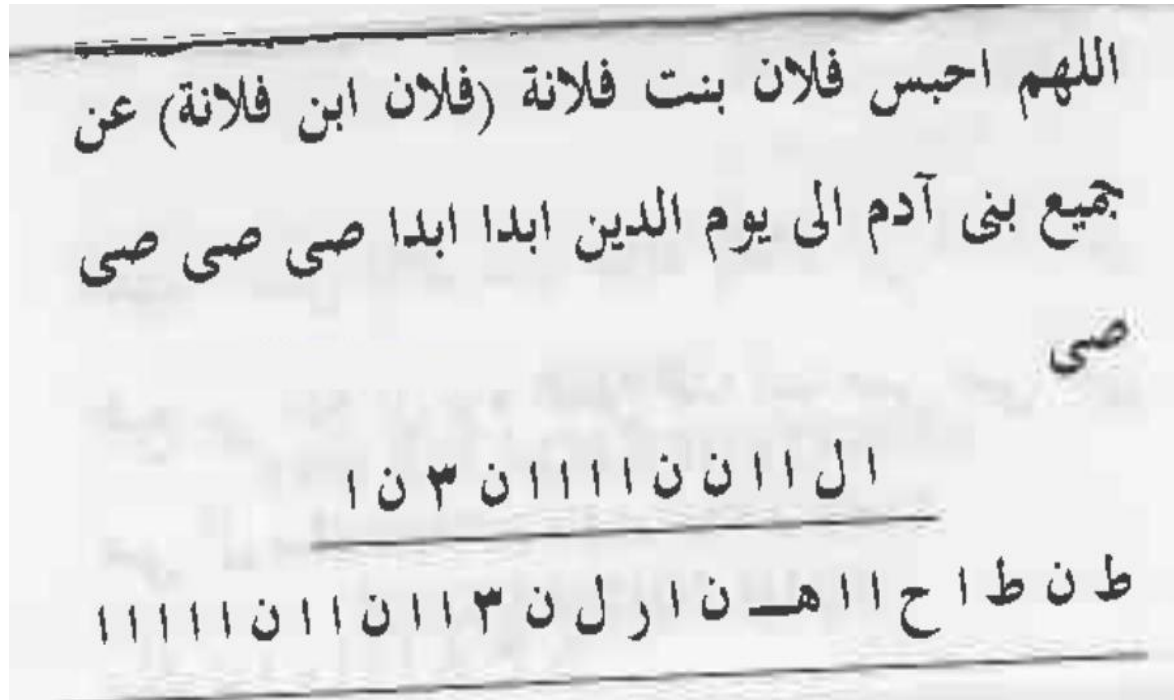 اللهم احبس فلان بنت فلانة (فلان ابن فلانة) عن
جميع بنى آدم الى يوم الدين ابدا ابدا صى صى صى
صى
ا ل ا ا ن ن ا ا ا ا ن ٣ ن ا
ط ن ط ا ح ا ا هـ ن ا ر ل ن ٣ ا ا ن ا ا ن ا ا ا ا ا